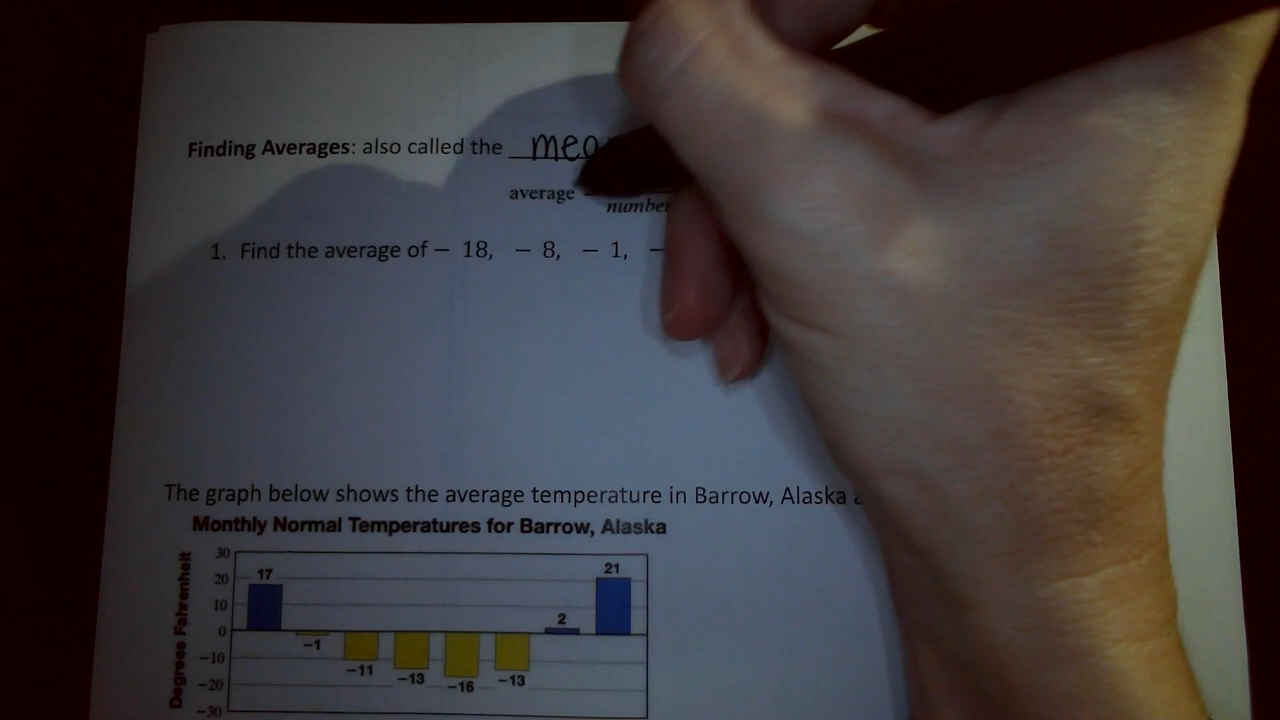 Finding Averages: also called the mea
average
number
1. Find the average of – 18, – 8, – 1, –
The graph below shows the average temperature in Barrow, Alaska
Monthly Normal Temperatures for Barrow, Alaska
Degrees Fahrenheit
30
20
10
0
–10
–20
–30
17
–1
–11
–13
–16
–13
2
21